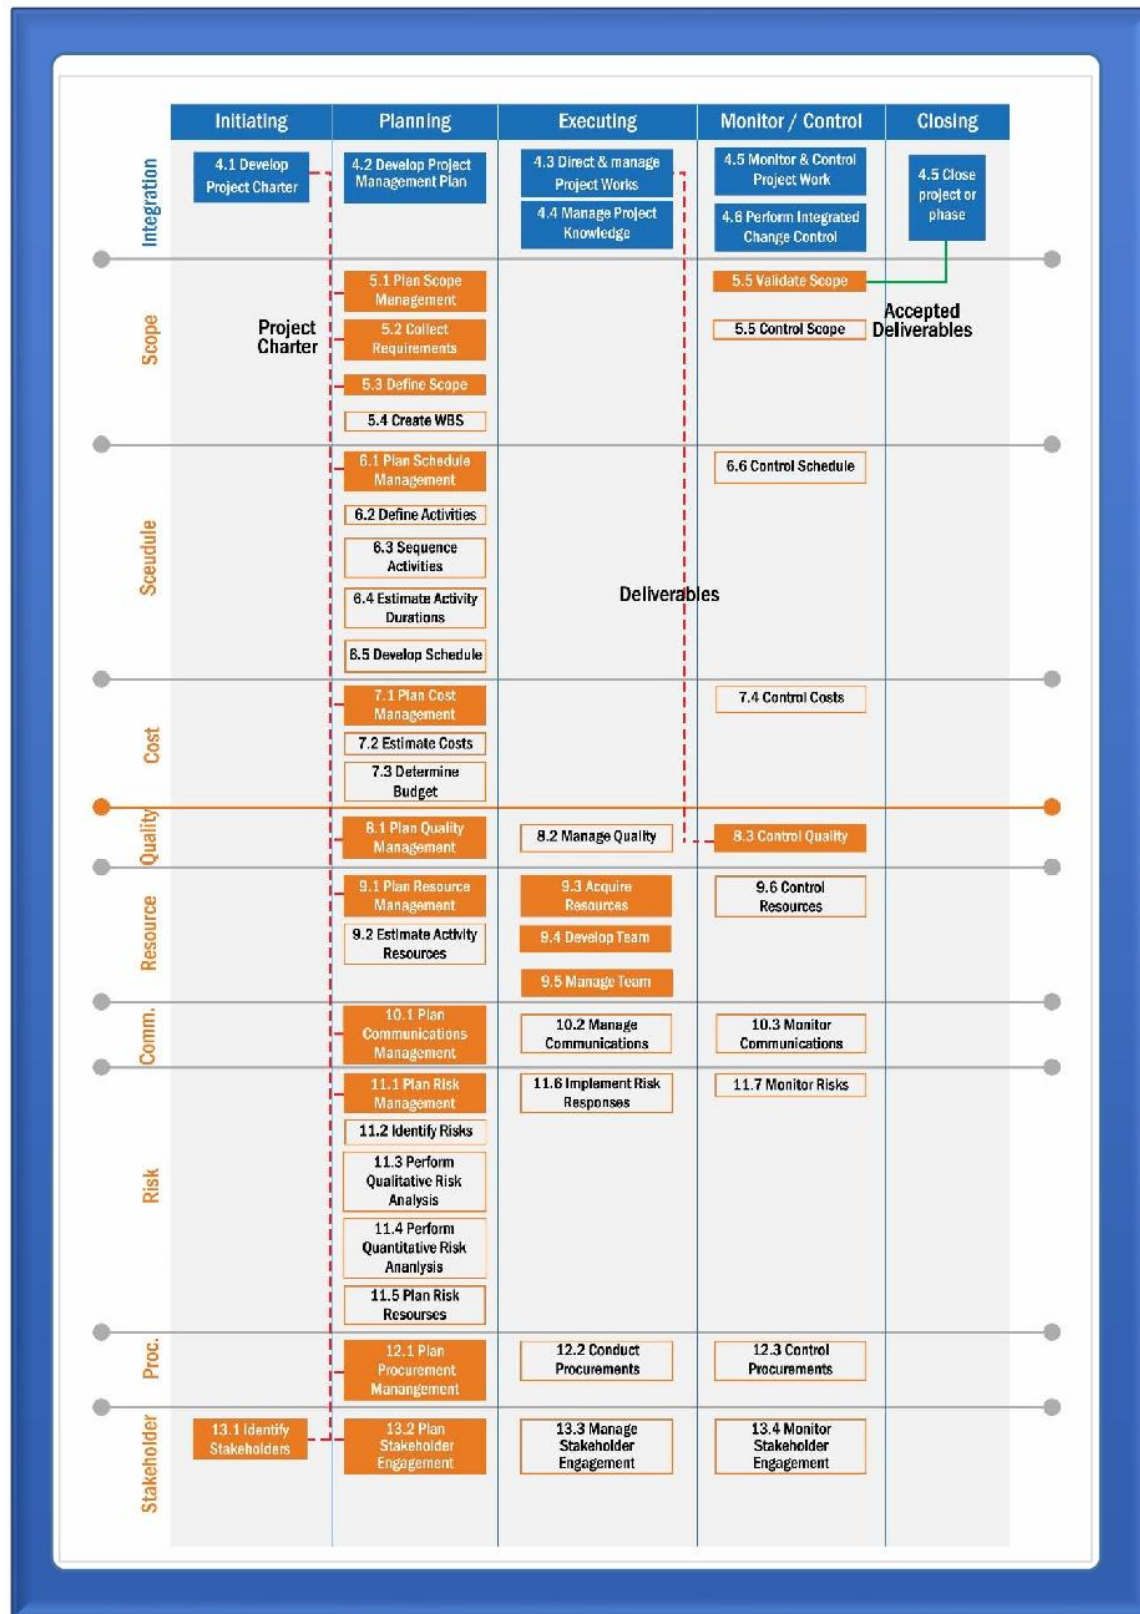 Initiating
Planning
Executing
Monitor / Control
Closing
Integration
4.1 Develop
Project Charter
4.2 Develop Project
Management Plan
4.3 Direct & manage
Project Works
4.4 Manage Project
Knowledge
4.5 Monitor & Control
Project Work
4.6 Perform Integrated
Change Control
4.5 Close
project or
phase
Scope
Project
Charter
5.1 Plan Scope
Management
5.2 Collect
Requirements
5.3 Define Scope
5.4 Create WBS
5.5 Validate Scope
5.5 Control Scope
Accepted
Deliverables
Sceudule
6.1 Plan Schedule
Management
6.2 Define Activities
6.3 Sequence
Activities
6.4 Estimate Activity
Durations
6.5 Develop Schedule
Deliverables
6.6 Control Schedule
Cost
7.1 Plan Cost
Management
7.2 Estimate Costs
7.3 Determine
Budget
7.4 Control Costs
Quality
8.1 Plan Quality
Management
8.2 Manage Quality
8.3 Control Quality
Resource
9.1 Plan Resource
Management
9.2 Estimate Activity
Resources
9.3 Acquire
Resources
9.4 Develop Team
9.5 Manage Team
9.6 Control
Resources
Comm.
10.1 Plan
Communications
Management
10.2 Manage
Communications
10.3 Monitor
Communications
Risk
11.1 Plan Risk
Management
11.2 Identify Risks
11.3 Perform
Qualitative Risk
Analysis
11.4 Perform
Quantitative Risk
Ananlysis
11.5 Plan Risk
Resourses
11.6 Implement Risk
Responses
11.7 Monitor Risks
Proc.
12.1 Plan
Procurement
Manangement
12.2 Conduct
Procurements
12.3 Control
Procurements
Stakeholder
13.1 Identify
Stakeholders
13.2 Plan
Stakeholder
Engagement
13.3 Manage
Stakeholder
Engagement
13.4 Monitor
Stakeholder
Engagement